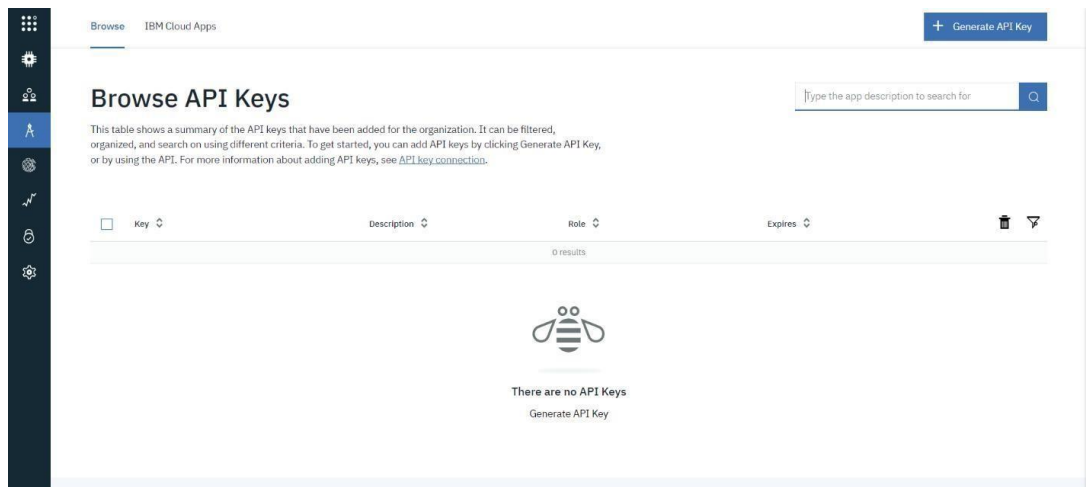 Browse IBM Cloud Apps
+ Generate API Key
Browse API Keys
Type the app description to search for
This table shows a summary of the API keys that have been added for the organization. It can be filtered,
organized, and search on using different criteria. To get started, you can add API keys by clicking Generate API Key,
or by using the API. For more information about adding API keys, see API key connection.
Key Description Role Expires
0 results
There are no API Keys
Generate API Key